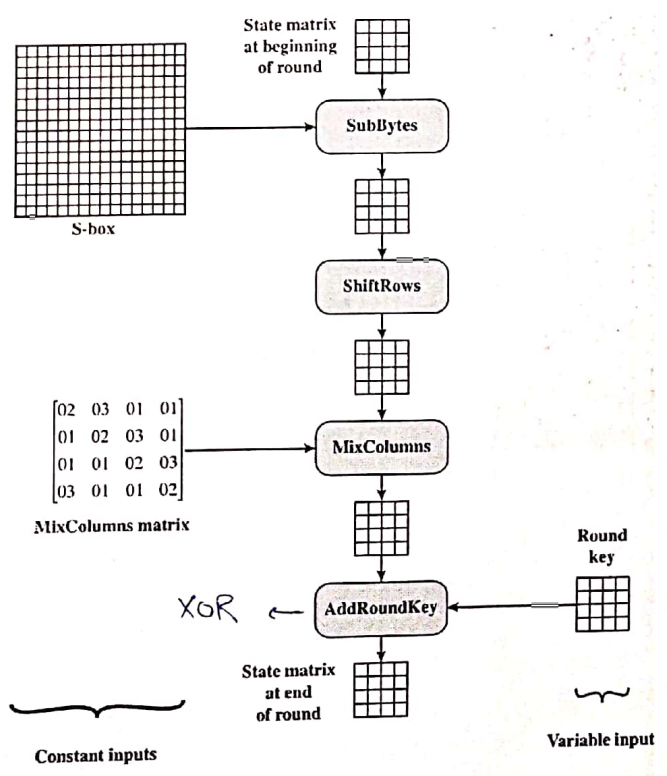 State matrix
at beginning
of round
SubBytes
S-box
ShiftRows
02 03 01 01
01 02 03 01
01 01 02 03
03 01 01 02
MixColumns
MixColumns matrix
Round
key
XOR ← AddRoundKey
State matrix
at end
of round
Constant inputs
Variable input